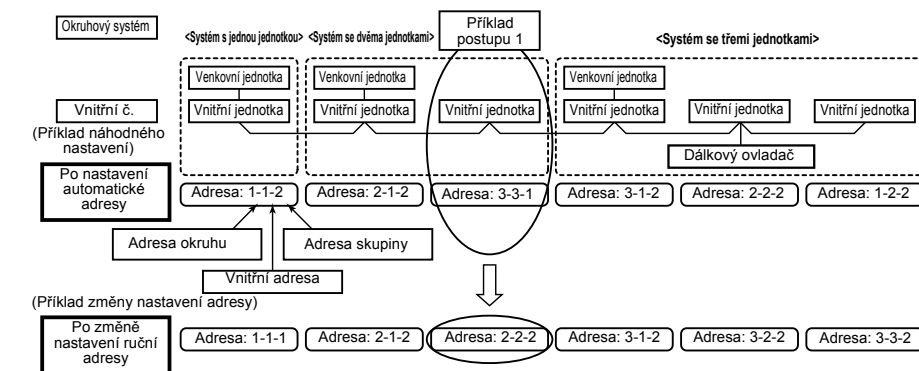 Okruhový systém
<Systém s jednou jednotkou>
<Systém se dvěma jednotkami>
Příklad
postupu 1
<Systém se třemi jednotkami>
Venkovní jednotka
Venkovní jednotka
Venkovní jednotka
Vnitřní č.
Vnitřní jednotka
Vnitřní jednotka
Vnitřní jednotka
Vnitřní jednotka
Vnitřní jednotka
Vnitřní jednotka
(Příklad náhodného
nastavení)
Dálkový ovladač
Po nastavení
automatické
adresy
Adresa: 1-1-2
Adresa: 2-1-2
Adresa: 3-3-1
Adresa: 3-1-2
Adresa: 2-2-2
Adresa: 1-2-2
Adresa okruhu
Adresa skupiny
Vnitřní adresa
(Příklad změny nastavení adresy)
Po změně
nastavení ruční
adresy
Adresa: 1-1-1
Adresa: 2-1-2
Adresa: 2-2-2
Adresa: 3-1-2
Adresa: 3-2-2
Adresa: 3-3-2